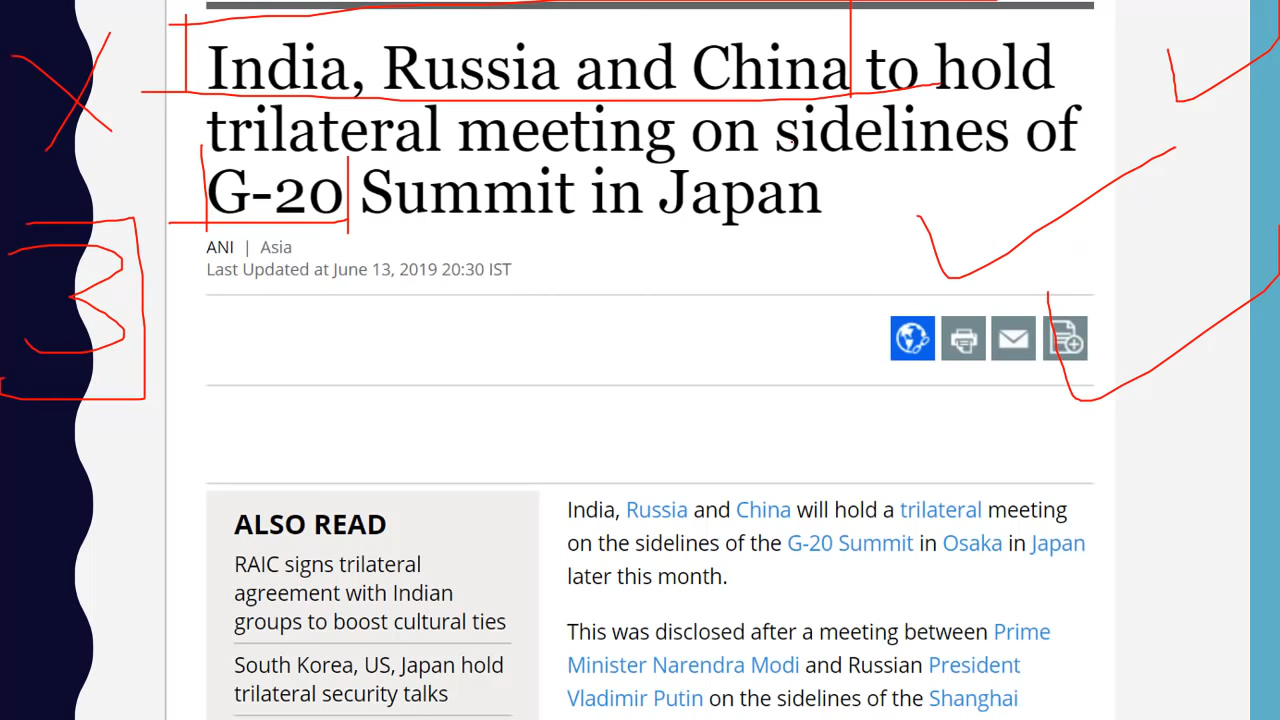 India, Russia and China to hold
trilateral meeting on sidelines of
G-20 Summit in Japan
ANI | Asia
Last Updated at June 13, 2019 20:30 IST
3
ALSO READ
RAIC signs trilateral
agreement with Indian
groups to boost cultural ties
South Korea, US, Japan hold
trilateral security talks
India, Russia and China will hold a trilateral meeting
on the sidelines of the G-20 Summit in Osaka in Japan
later this month.
This was disclosed after a meeting between Prime
Minister Narendra Modi and Russian President
Vladimir Putin on the sidelines of the Shanghai